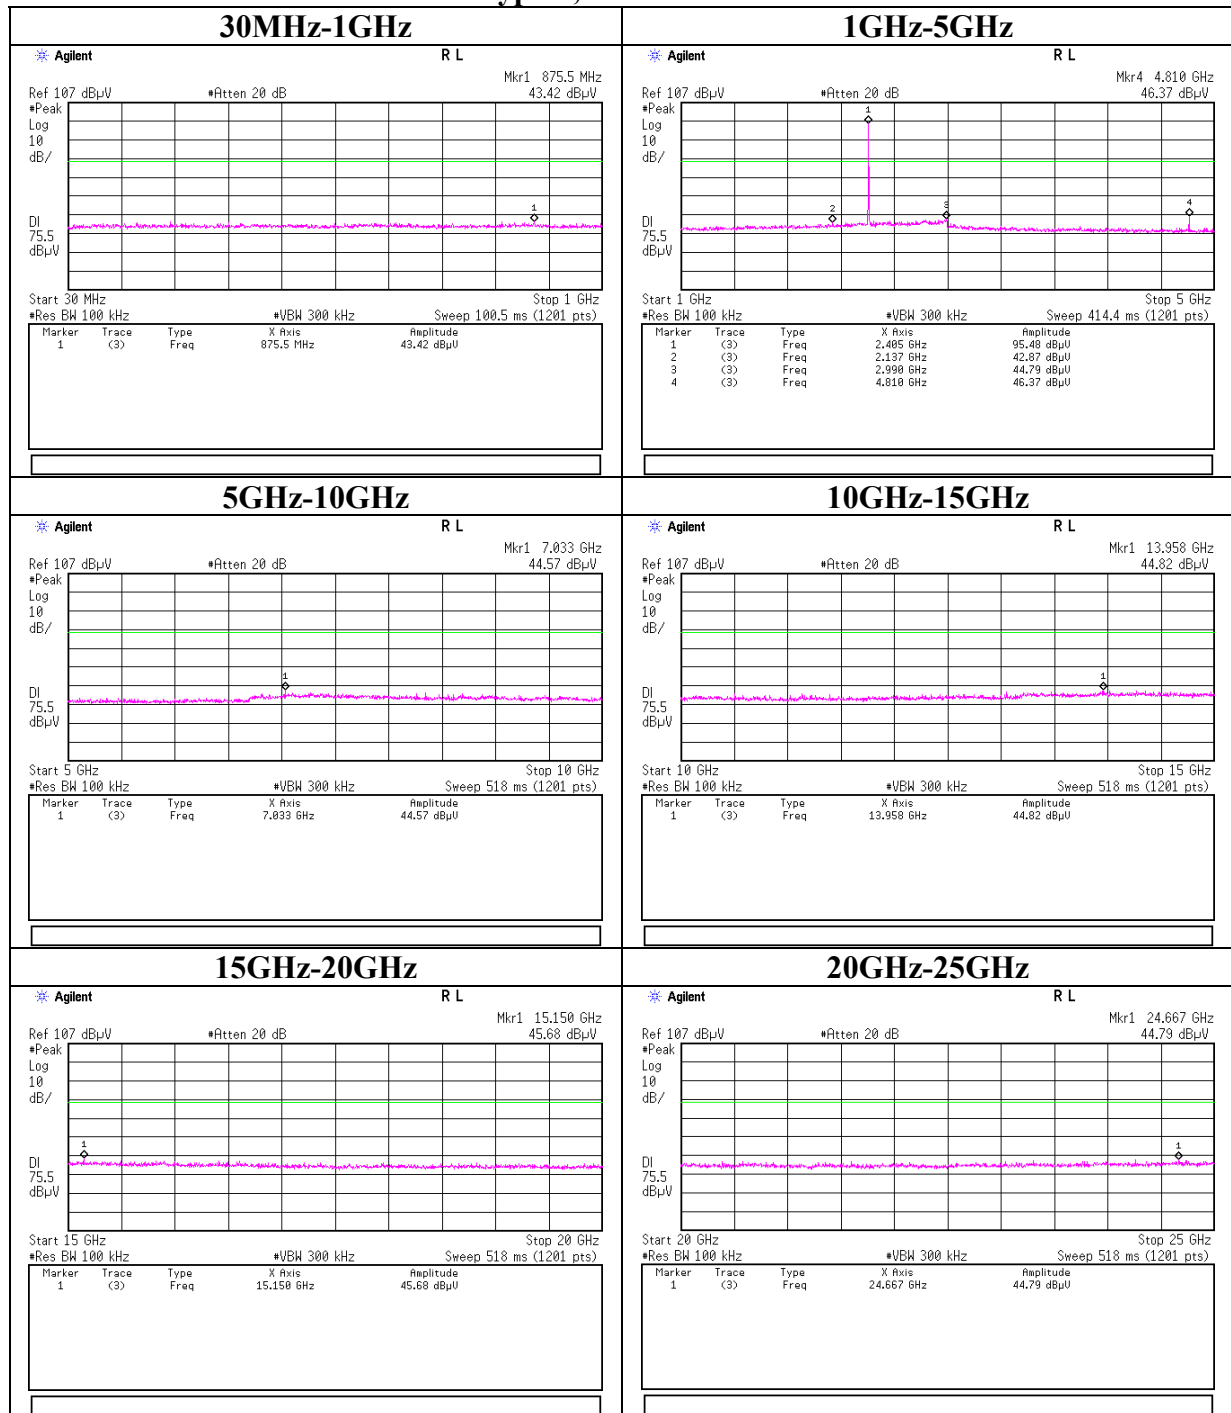 30MHz-1GHz
Agilent R L
Mkr1 875.5 MHz
Ref 107 dBµV #Atten 20 dB 43.42 dBµV
#Peak
Log
10
dB/
1
DI
75.5
dBµV
Start 30 MHz Stop 1 GHz
#Res BW 100 kHz #VBW 300 kHz Sweep 100.5 ms (1201 pts)
Marker Trace Type X Axis Amplitude
1 (3) Freq 875.5 MHz 43.42 dBµV
1GHz-5GHz
Agilent R L
Mkr4 4.810 GHz
Ref 107 dBµV #Atten 20 dB 46.37 dBµV
#Peak
Log
10
dB/
1
2 3 4
DI
75.5
dBµV
Start 1 GHz Stop 5 GHz
#Res BW 100 kHz #VBW 300 kHz Sweep 414.4 ms (1201 pts)
Marker Trace Type X Axis Amplitude
1 (3) Freq 2.405 GHz 95.48 dBµV
2 (3) Freq 2.137 GHz 42.87 dBµV
3 (3) Freq 2.990 GHz 44.79 dBµV
4 (3) Freq 4.810 GHz 46.37 dBµV
5GHz-10GHz
Agilent R L
Mkr1 7.033 GHz
Ref 107 dBµV #Atten 20 dB 44.57 dBµV
#Peak
Log
10
dB/
1
DI
75.5
dBµV
Start 5 GHz Stop 10 GHz
#Res BW 100 kHz #VBW 300 kHz Sweep 518 ms (1201 pts)
Marker Trace Type X Axis Amplitude
1 (3) Freq 7.033 GHz 44.57 dBµV
10GHz-15GHz
Agilent R L
Mkr1 13.958 GHz
Ref 107 dBµV #Atten 20 dB 44.82 dBµV
#Peak
Log
10
dB/
1
DI
75.5
dBµV
Start 10 GHz Stop 15 GHz
#Res BW 100 kHz #VBW 300 kHz Sweep 518 ms (1201 pts)
Marker Trace Type X Axis Amplitude
1 (3) Freq 13.958 GHz 44.82 dBµV
15GHz-20GHz
Agilent R L
Mkr1 15.150 GHz
Ref 107 dBµV #Atten 20 dB 45.68 dBµV
#Peak
Log
10
dB/
1
DI
75.5
dBµV
Start 15 GHz Stop 20 GHz
#Res BW 100 kHz #VBW 300 kHz Sweep 518 ms (1201 pts)
Marker Trace Type X Axis Amplitude
1 (3) Freq 15.150 GHz 45.68 dBµV
20GHz-25GHz
Agilent R L
Mkr1 24.667 GHz
Ref 107 dBµV #Atten 20 dB 44.79 dBµV
#Peak
Log
10
dB/
1
DI
75.5
dBµV
Start 20 GHz Stop 25 GHz
#Res BW 100 kHz #VBW 300 kHz Sweep 518 ms (1201 pts)
Marker Trace Type X Axis Amplitude
1 (3) Freq 24.667 GHz 44.79 dBµV